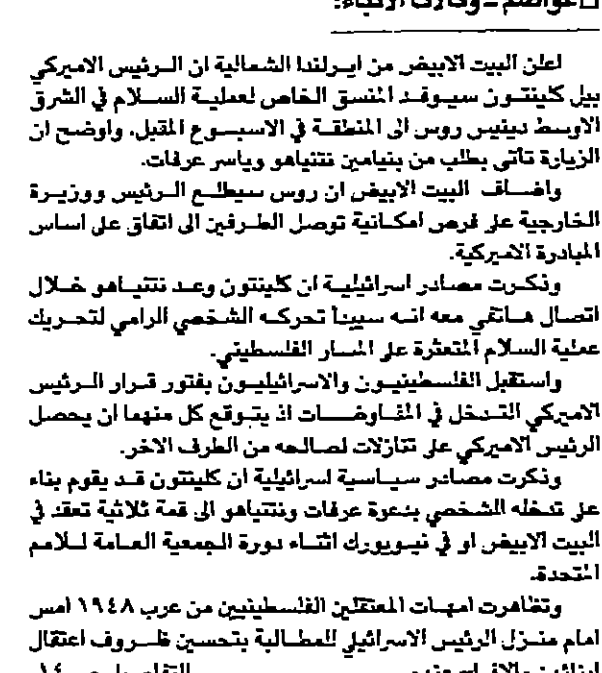 عواصم - وكالات الانباء:
اعلن البيت الابيض من ايرلندا الشمالية ان الرئيس الاميركي
بيل كلينتون سيوفد المنسق الخاص لعملية السلام في الشرق
الاوسط دينيس روس الى المنطقة في الاسبوع المقبل، واوضح ان
الزيارة تأتي بطلب من بنيامين نتنياهو وياسر عرفات.
واضاف البيت الابيض ان روس سيطلع الرئيس ووزيرة
الخارجية على فرص امكانية توصل الطرفين الى اتفاق على اساس
المبادرة الاميركية.
وذكرت مصادر اسرائيلية ان كلينتون وعد نتنياهو خلال
اتصال هاتفي معه انه سيبدأ تحركه الشخصي الرامي لتحريك
عملية السلام المتعثرة على المسار الفلسطيني.
واستقبل الفلسطينيون والاسرائيليون بفتور قرار الرئيس
الاميركي التدخل في المفاوضات اذ يتوقع كل منهما ان يحصل
الرئيس الاميركي على تنازلات لصالحه من الطرف الاخر.
وذكرت مصادر سياسية اسرائيلية ان كلينتون قد يقوم بناء
على تدخله الشخصي بدعوة عرفات ونتنياهو الى قمة ثلاثية تعقد في
البيت الابيض او في نيويورك اثناء دورة الجمعية العامة للامم
المتحدة.
وتظاهرت امهات المعتقلين الفلسطينيين من عرب ١٩٤٨ امس
امام منزل الرئيس الاسرائيلي للمطالبة بتحسين ظروف اعتقال